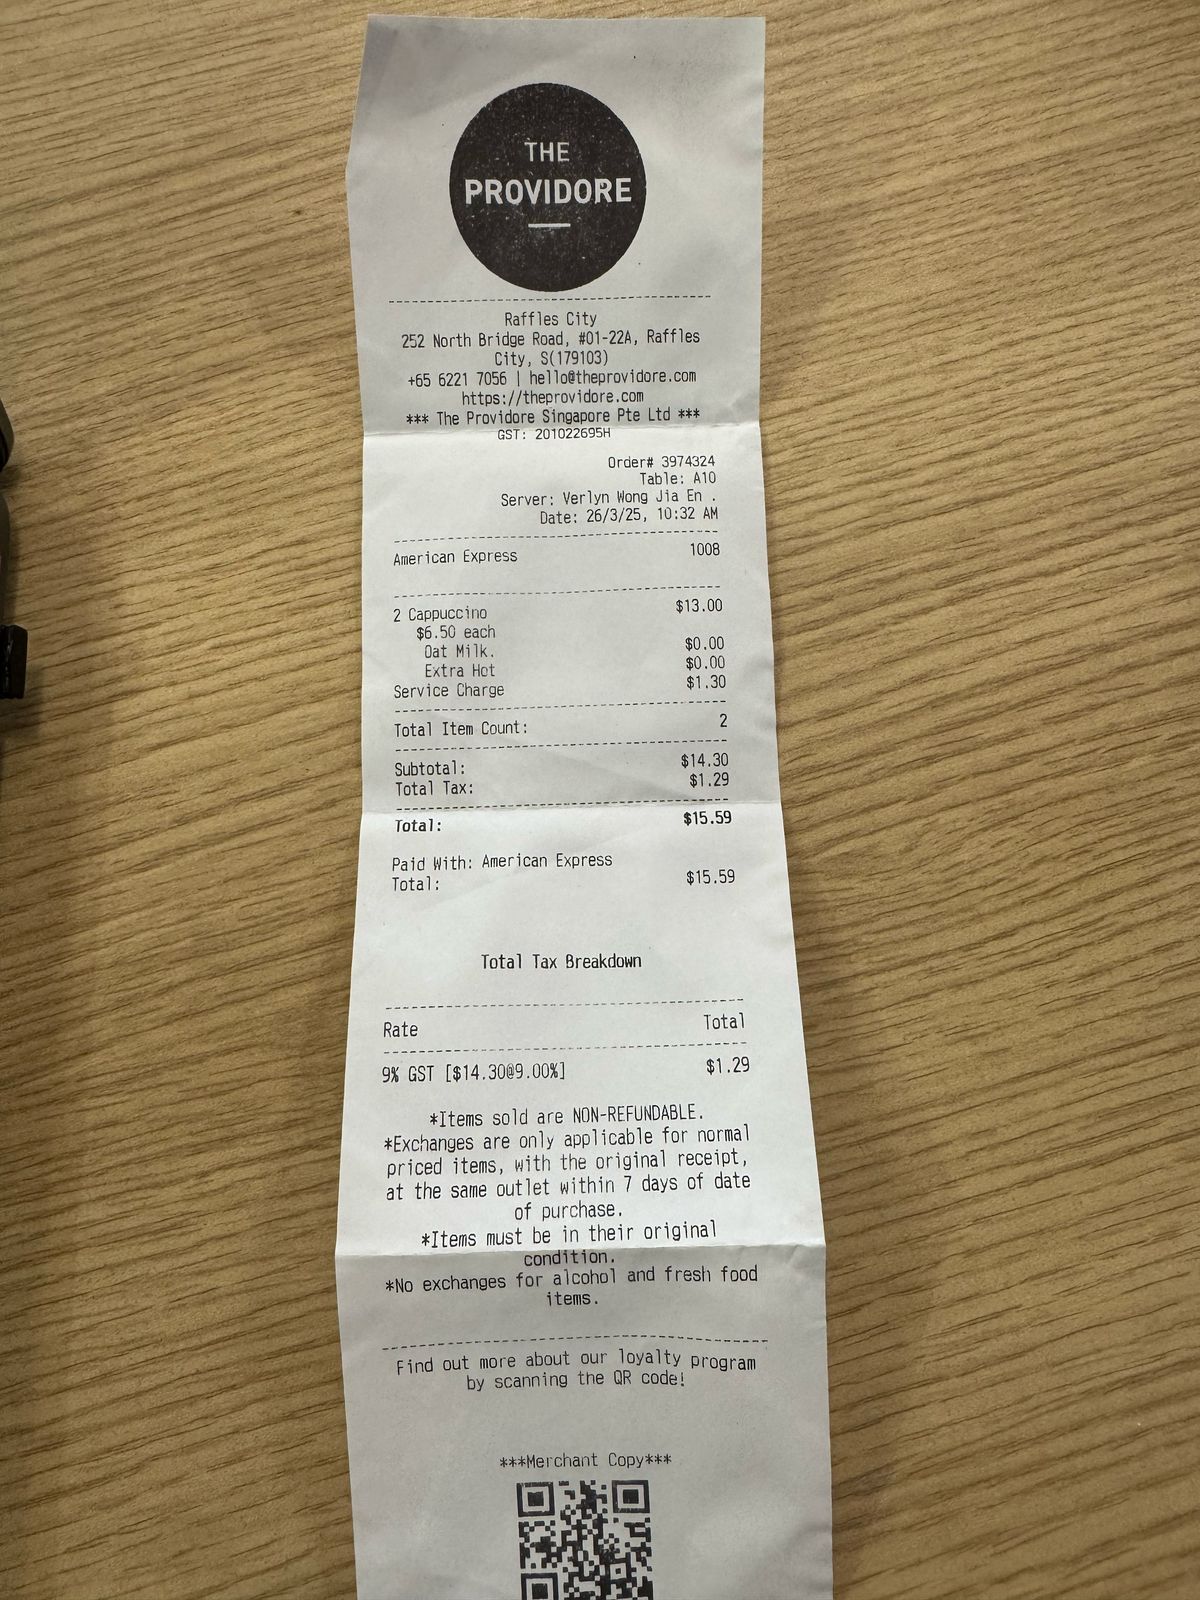 THE
PROVIDORE
Raffles City
252 North Bridge Road, #01-22A, Raffles
City, S(179103)
+65 6221 7056 | hello@theprovidore.com
https://theprovidore.com
*** The Providore Singapore Pte Ltd ***
GST: 201022695H
Order# 3974324
Table: A10
Server: Verlyn Wong Jia En .
Date: 26/3/25, 10:32 AM
American Express 1008
2 Cappuccino $13.00
$6.50 each
Oat Milk. $0.00
Extra Hot $0.00
Service Charge $1.30
Total Item Count: 2
Subtotal: $14.30
Total Tax: $1.29
Total: $15.59
Paid With: American Express
Total: $15.59
Total Tax Breakdown
Rate Total
9% GST [$14.30@9.00%] $1.29
*Items sold are NON-REFUNDABLE.
*Exchanges are only applicable for normal
priced items, with the original receipt,
at the same outlet within 7 days of date
of purchase.
*Items must be in their original
condition.
*No exchanges for alcohol and fresh food
items.
Find out more about our loyalty program
by scanning the QR code!
***Merchant Copy***